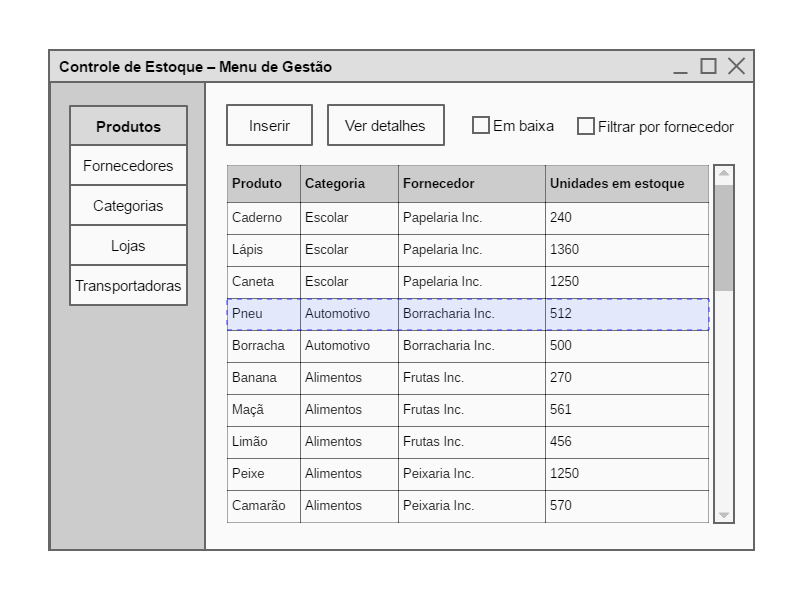 Controle de Estoque – Menu de Gestão
Produtos
Fornecedores
Categorias
Lojas
Transportadoras
Inserir
Ver detalhes
Em baixa
Filtrar por fornecedor
Produto Categoria Fornecedor Unidades em estoque
Caderno Escolar Papelaria Inc. 240
Lápis Escolar Papelaria Inc. 1360
Caneta Escolar Papelaria Inc. 1250
Pneu Automotivo Borracharia Inc. 512
Borracha Automotivo Borracharia Inc. 500
Banana Alimentos Frutas Inc. 270
Maçã Alimentos Frutas Inc. 561
Limão Alimentos Frutas Inc. 456
Peixe Alimentos Peixaria Inc. 1250
Camarão Alimentos Peixaria Inc. 570